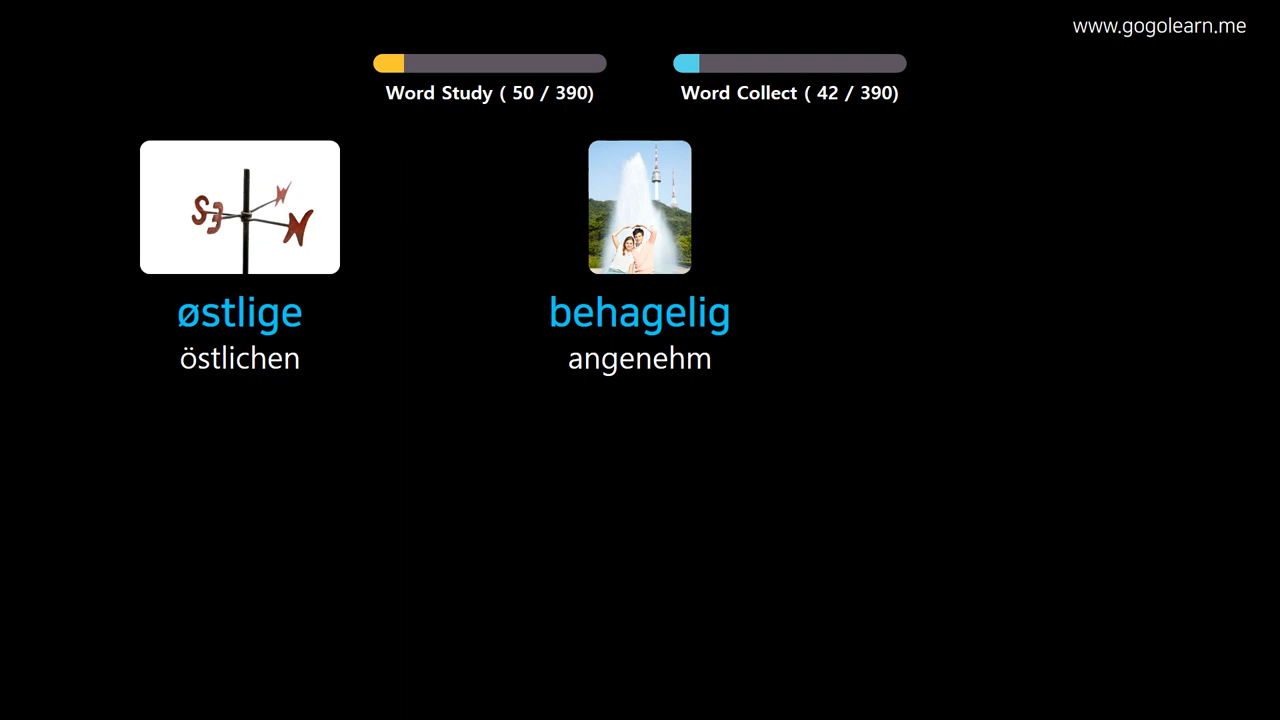 www.gogolearn.me
Word Study ( 50 / 390)
Word Collect ( 42 / 390)
S
E
N
W
østlige
östlichen
behagelig
angenehm